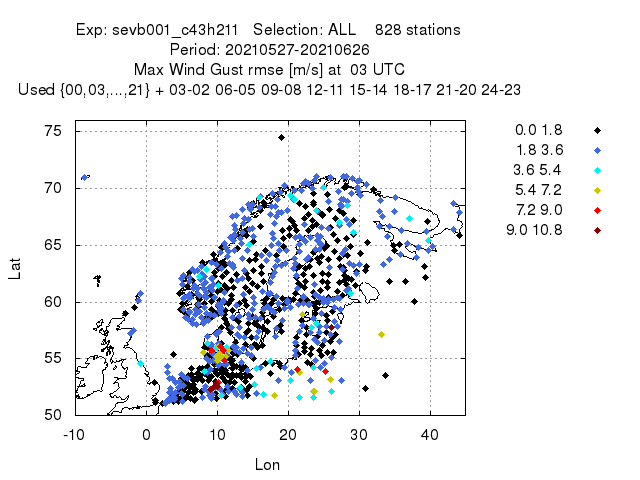 Exp: sevb001_c43h211 Selection: ALL 828 stations
Period: 20210527-20210626
Max Wind Gust rmse [m/s] at 03 UTC
Used {00,03,...,21} + 03-02 06-05 09-08 12-11 15-14 18-17 21-20 24-23
0.0 1.8
1.8 3.6
3.6 5.4
5.4 7.2
7.2 9.0
9.0 10.8
75
70
65
60
55
50
Lat
-10 0 10 20 30 40
Lon